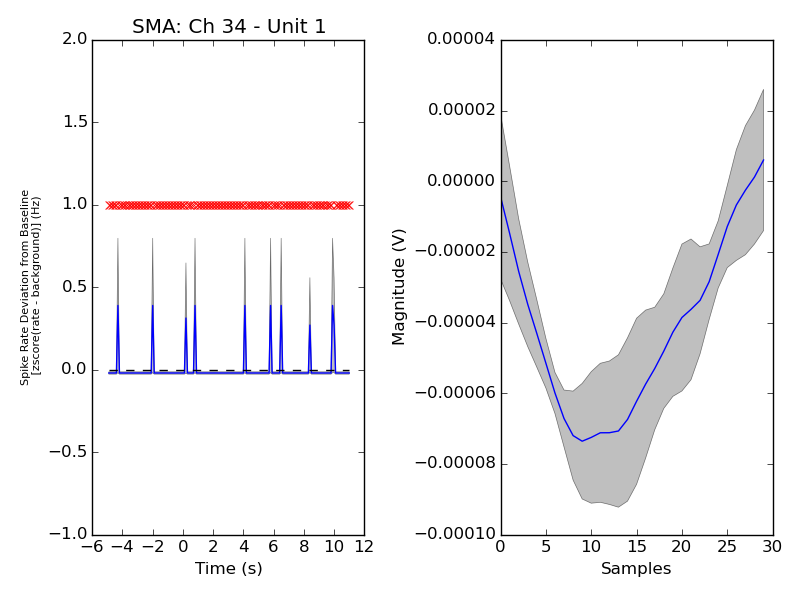 SMA: Ch 34 - Unit 1
Spike Rate Deviation from Baseline
[zscore(rate - background)] (Hz)
2.0
1.5
1.0
0.5
0.0
−0.5
−1.0
−6 −4 −2 0 2 4 6 8 10 12
Time (s)
Magnitude (V)
0.00004
0.00002
0.00000
−0.00002
−0.00004
−0.00006
−0.00008
−0.00010
0 5 10 15 20 25 30
Samples